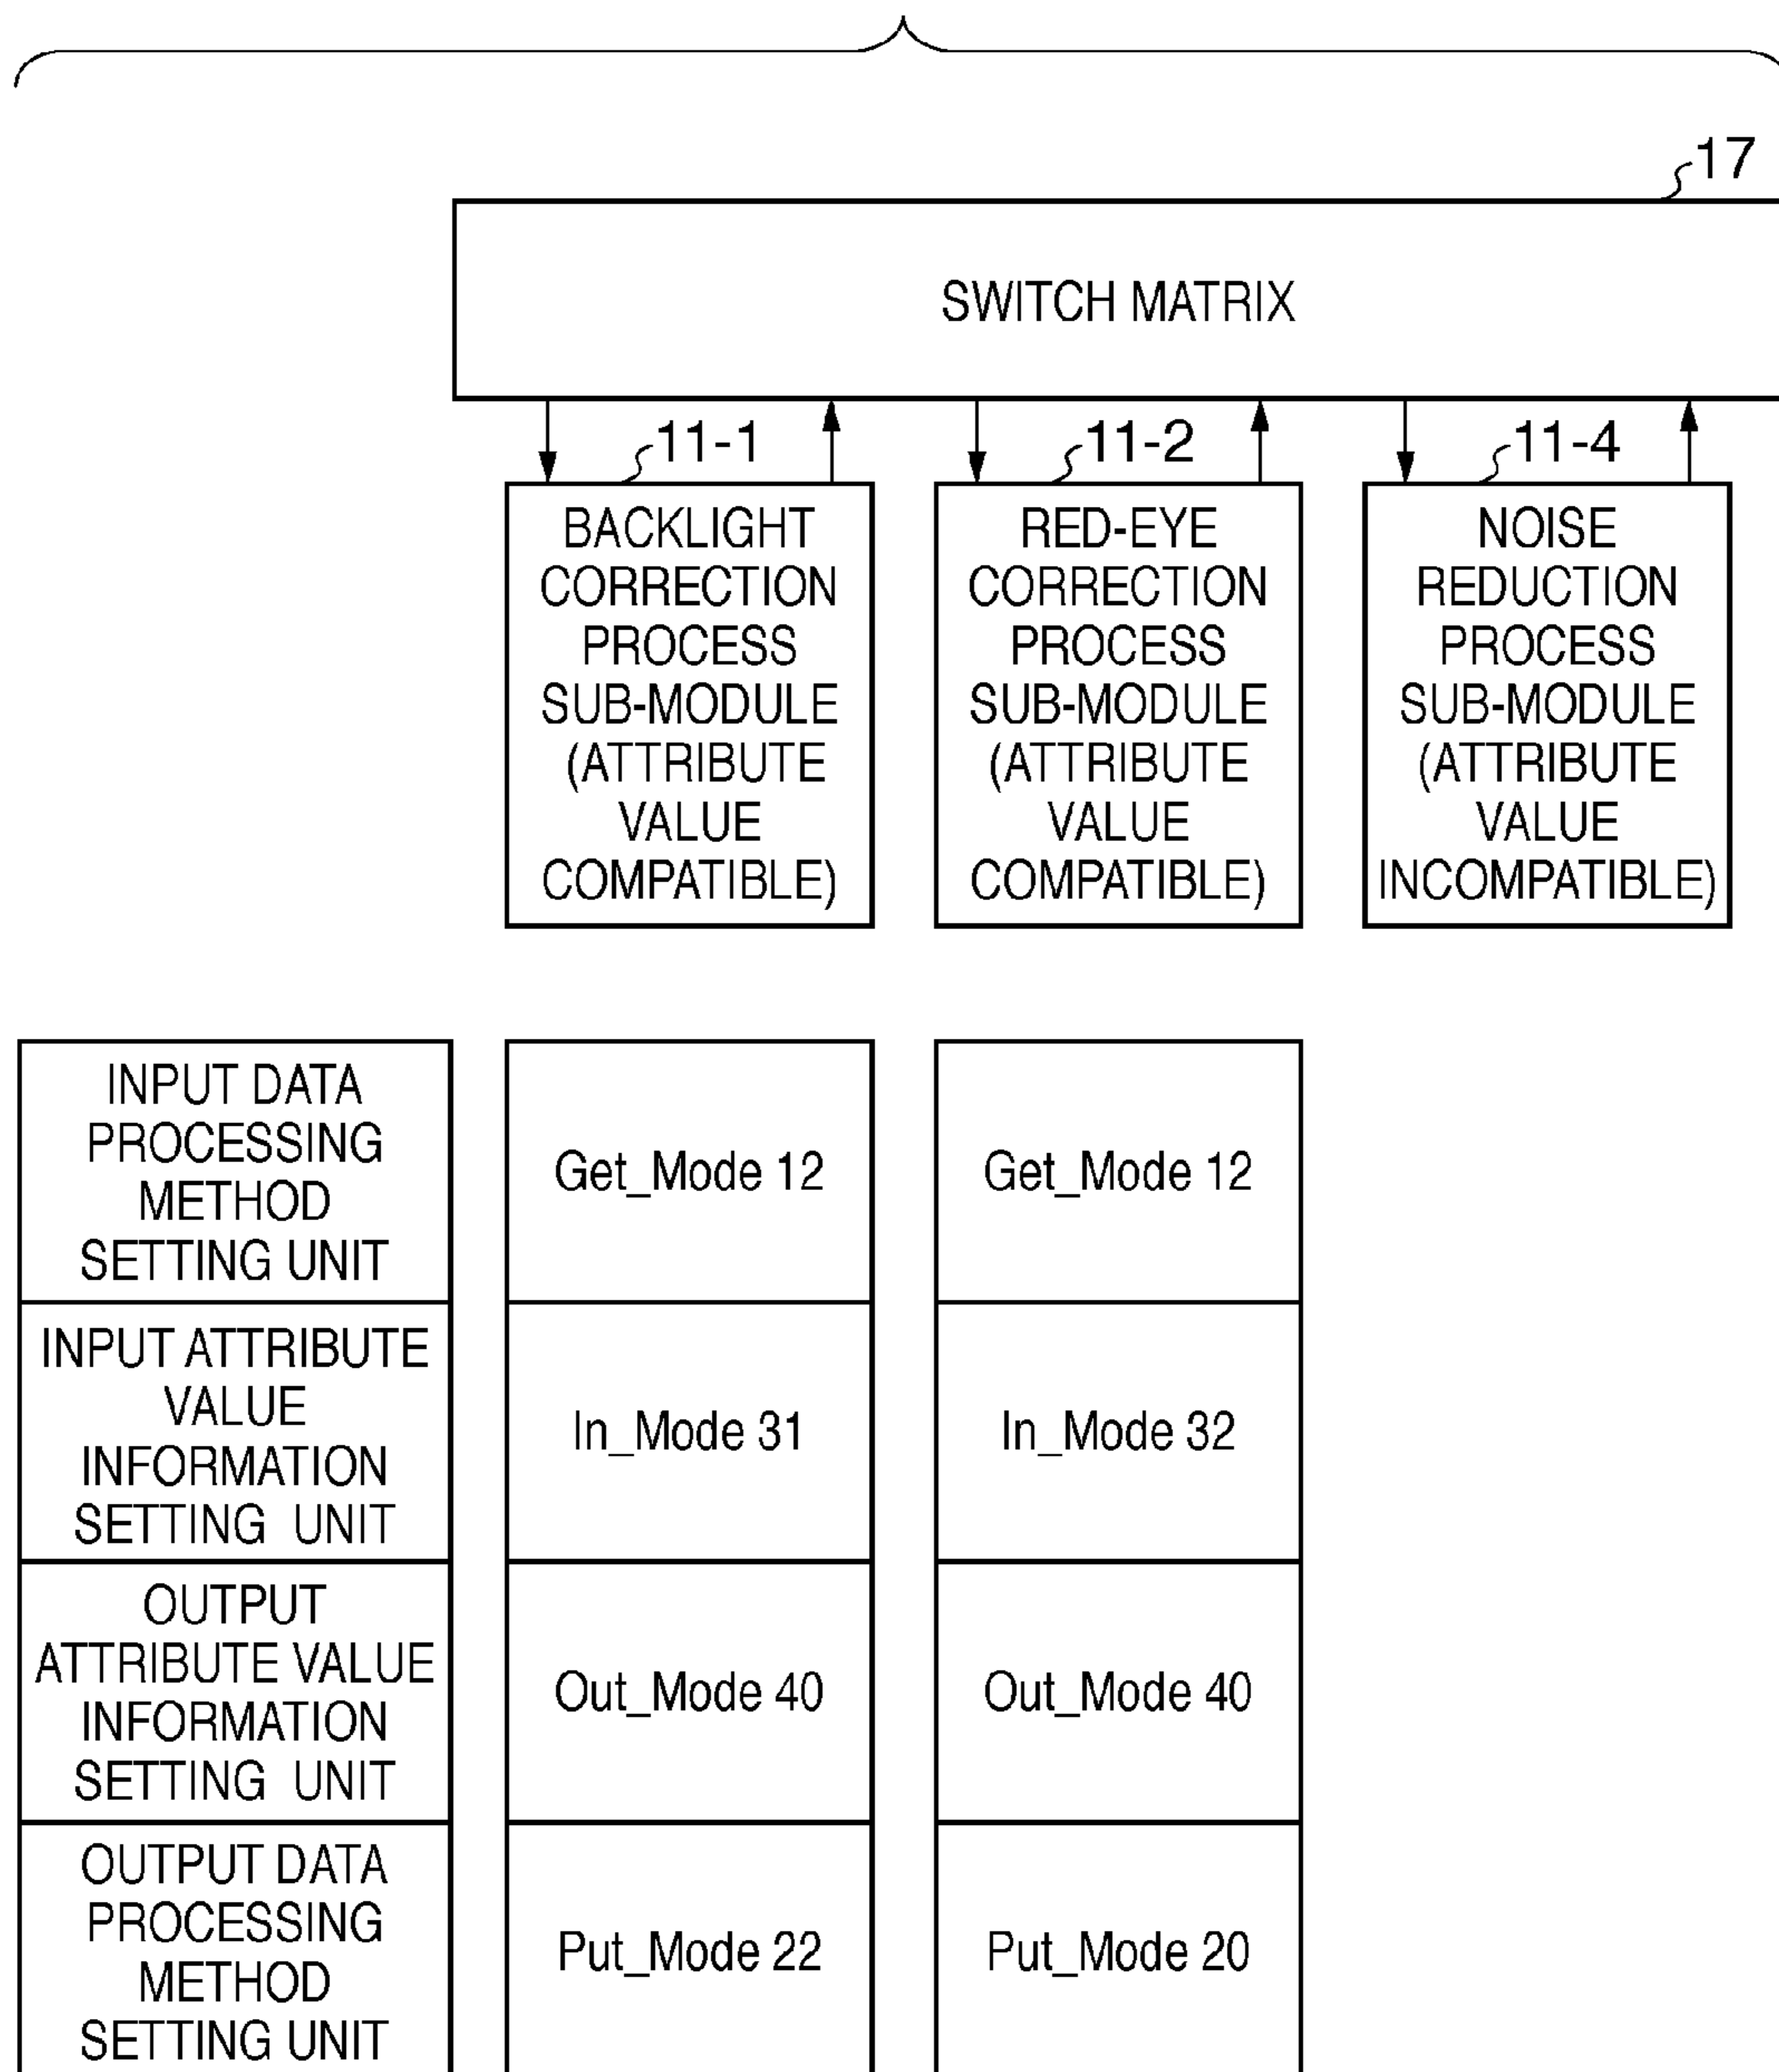 17
SWITCH MATRIX
11-1
11-2
11-4
BACKLIGHT
CORRECTION
PROCESS
SUB-MODULE
(ATTRIBUTE
VALUE
COMPATIBLE)
RED-EYE
CORRECTION
PROCESS
SUB-MODULE
(ATTRIBUTE
VALUE
COMPATIBLE)
NOISE
REDUCTION
PROCESS
SUB-MODULE
(ATTRIBUTE
VALUE
INCOMPATIBLE)
INPUT DATA
PROCESSING
METHOD
SETTING UNIT
Get_Mode 12
Get_Mode 12
INPUT ATTRIBUTE
VALUE
INFORMATION
SETTING UNIT
In_Mode 31
In_Mode 32
OUTPUT
ATTRIBUTE VALUE
INFORMATION
SETTING UNIT
Out_Mode 40
Out_Mode 40
OUTPUT DATA
PROCESSING
METHOD
SETTING UNIT
Put_Mode 22
Put_Mode 20